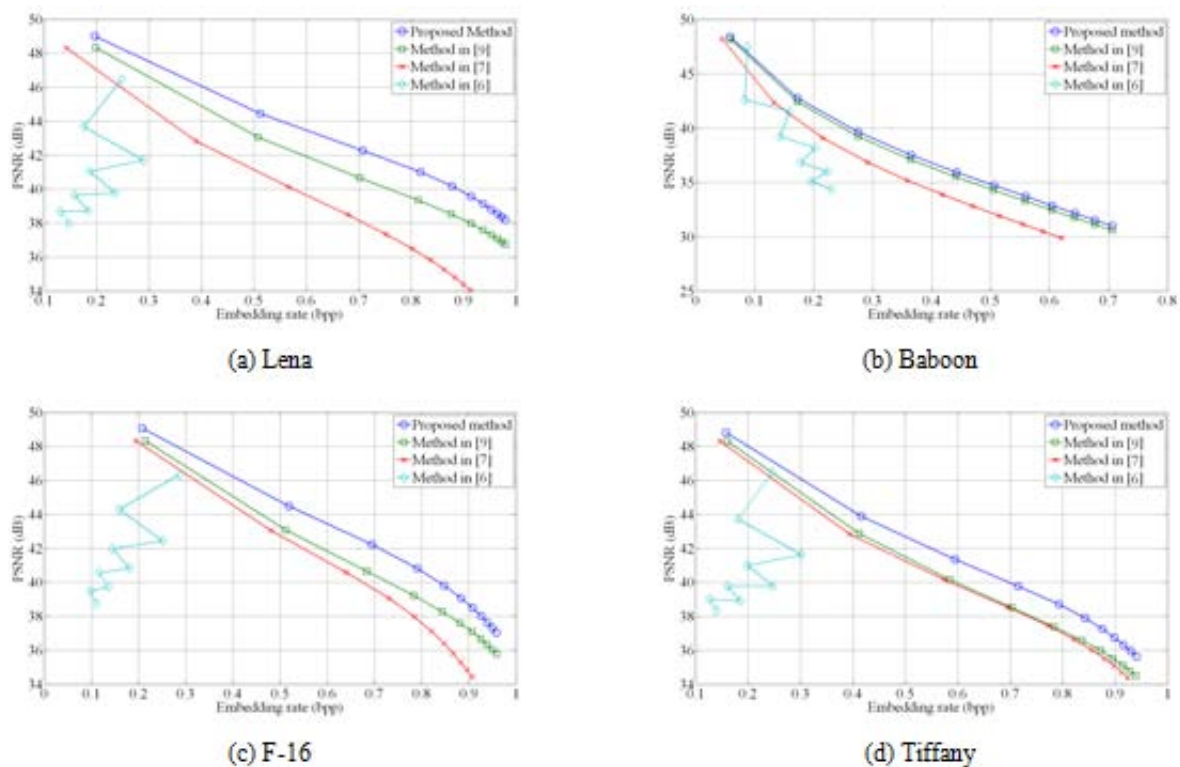 50
48
46
44
42
40
38
36
34
PSNR (dB)
0.1 0.2 0.3 0.4 0.5 0.6 0.7 0.8 0.9 1
Embedding rate (bpp)
Proposed Method
Method in [9]
Method in [7]
Method in [6]
(a) Lena
50
45
40
35
30
25
PSNR (dB)
0 0.1 0.2 0.3 0.4 0.5 0.6 0.7 0.8
Embedding rate (bpp)
Proposed method
Method in [9]
Method in [7]
Method in [6]
(b) Baboon
50
48
46
44
42
40
38
36
34
PSNR (dB)
0 0.1 0.2 0.3 0.4 0.5 0.6 0.7 0.8 0.9 1
Embedding rate (bpp)
Proposed method
Method in [9]
Method in [7]
Method in [6]
(c) F-16
50
48
46
44
42
40
38
36
34
PSNR (dB)
0.1 0.2 0.3 0.4 0.5 0.6 0.7 0.8 0.9 1
Embedding rate (bpp)
Proposed method
Method in [9]
Method in [7]
Method in [6]
(d) Tiffany